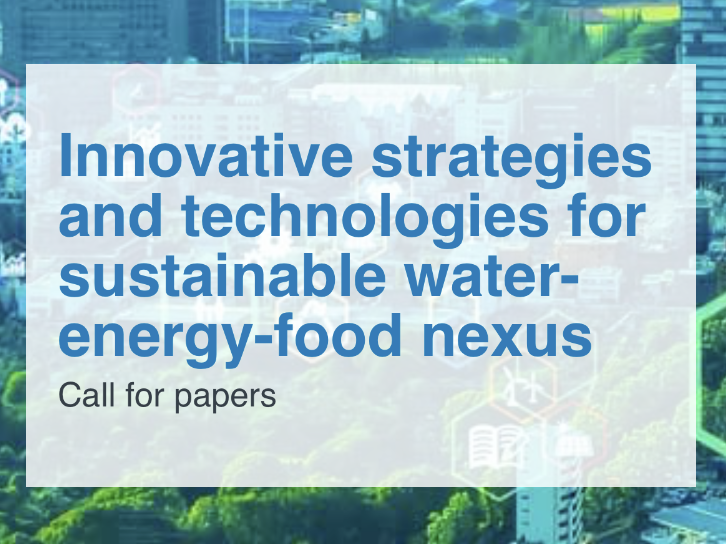 Innovative strategies
and technologies for
sustainable water-
energy-food nexus
Call for papers